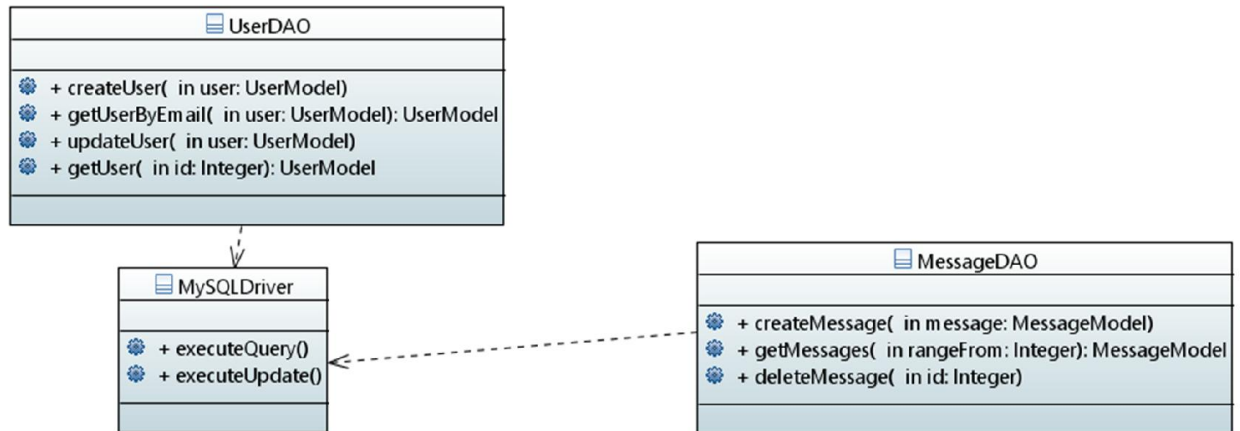 UserDAO
+ createUser( in user: UserModel)
+ getUserByEmail( in user: UserModel): UserModel
+ updateUser( in user: UserModel)
+ getUser( in id: Integer): UserModel
MySQLDriver
+ executeQuery()
+ executeUpdate()
MessageDAO
+ createMessage( in message: MessageModel)
+ getMessages( in rangeFrom: Integer): MessageModel
+ deleteMessage( in id: Integer)